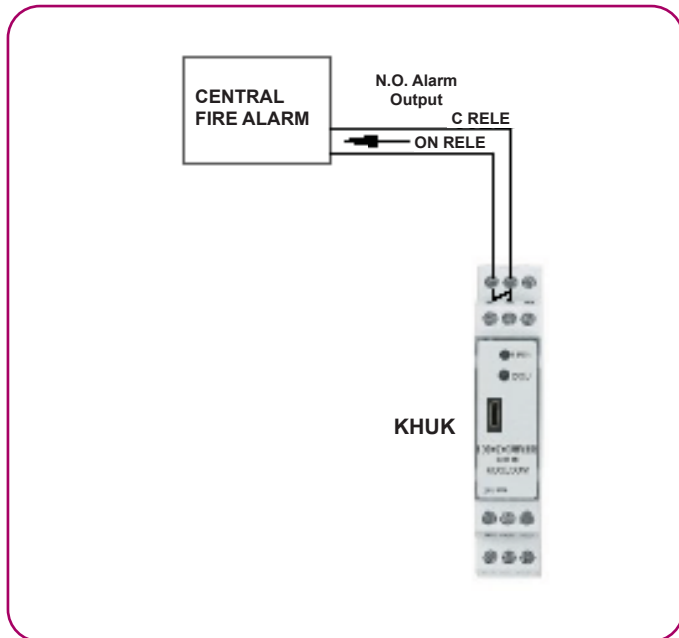 N.O. Alarm
Output
CENTRAL
FIRE ALARM
C RELE
ON RELE
KHUK